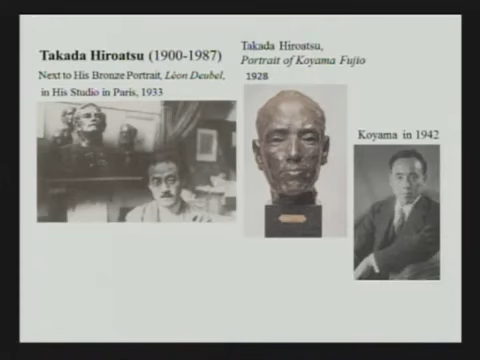 Takada Hiroatsu (1900-1987)
Next to His Bronze Portrait, Léon Deubel,
in His Studio in Paris, 1933
Takada Hiroatsu,
Portrait of Koyama Fujio
1928
Koyama in 1942